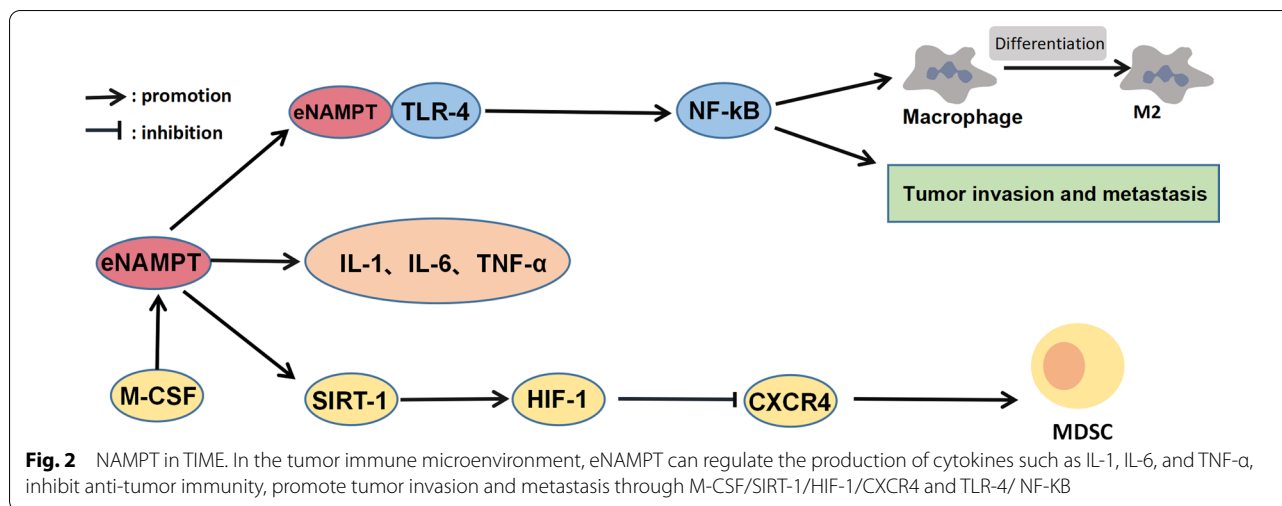 Differentiation
: promotion
eNAMPT
TLR-4
NF-kB
Macrophage
M2
: inhibition
Tumor invasion and metastasis
eNAMPT
IL-1、IL-6、TNF-α
M-CSF
SIRT-1
HIF-1
CXCR4
MDSC
Fig. 2 NAMPT in TIME. In the tumor immune microenvironment, eNAMPT can regulate the production of cytokines such as IL-1, IL-6, and TNF-α,
inhibit anti-tumor immunity, promote tumor invasion and metastasis through M-CSF/SIRT-1/HIF-1/CXCR4 and TLR-4/ NF-KB